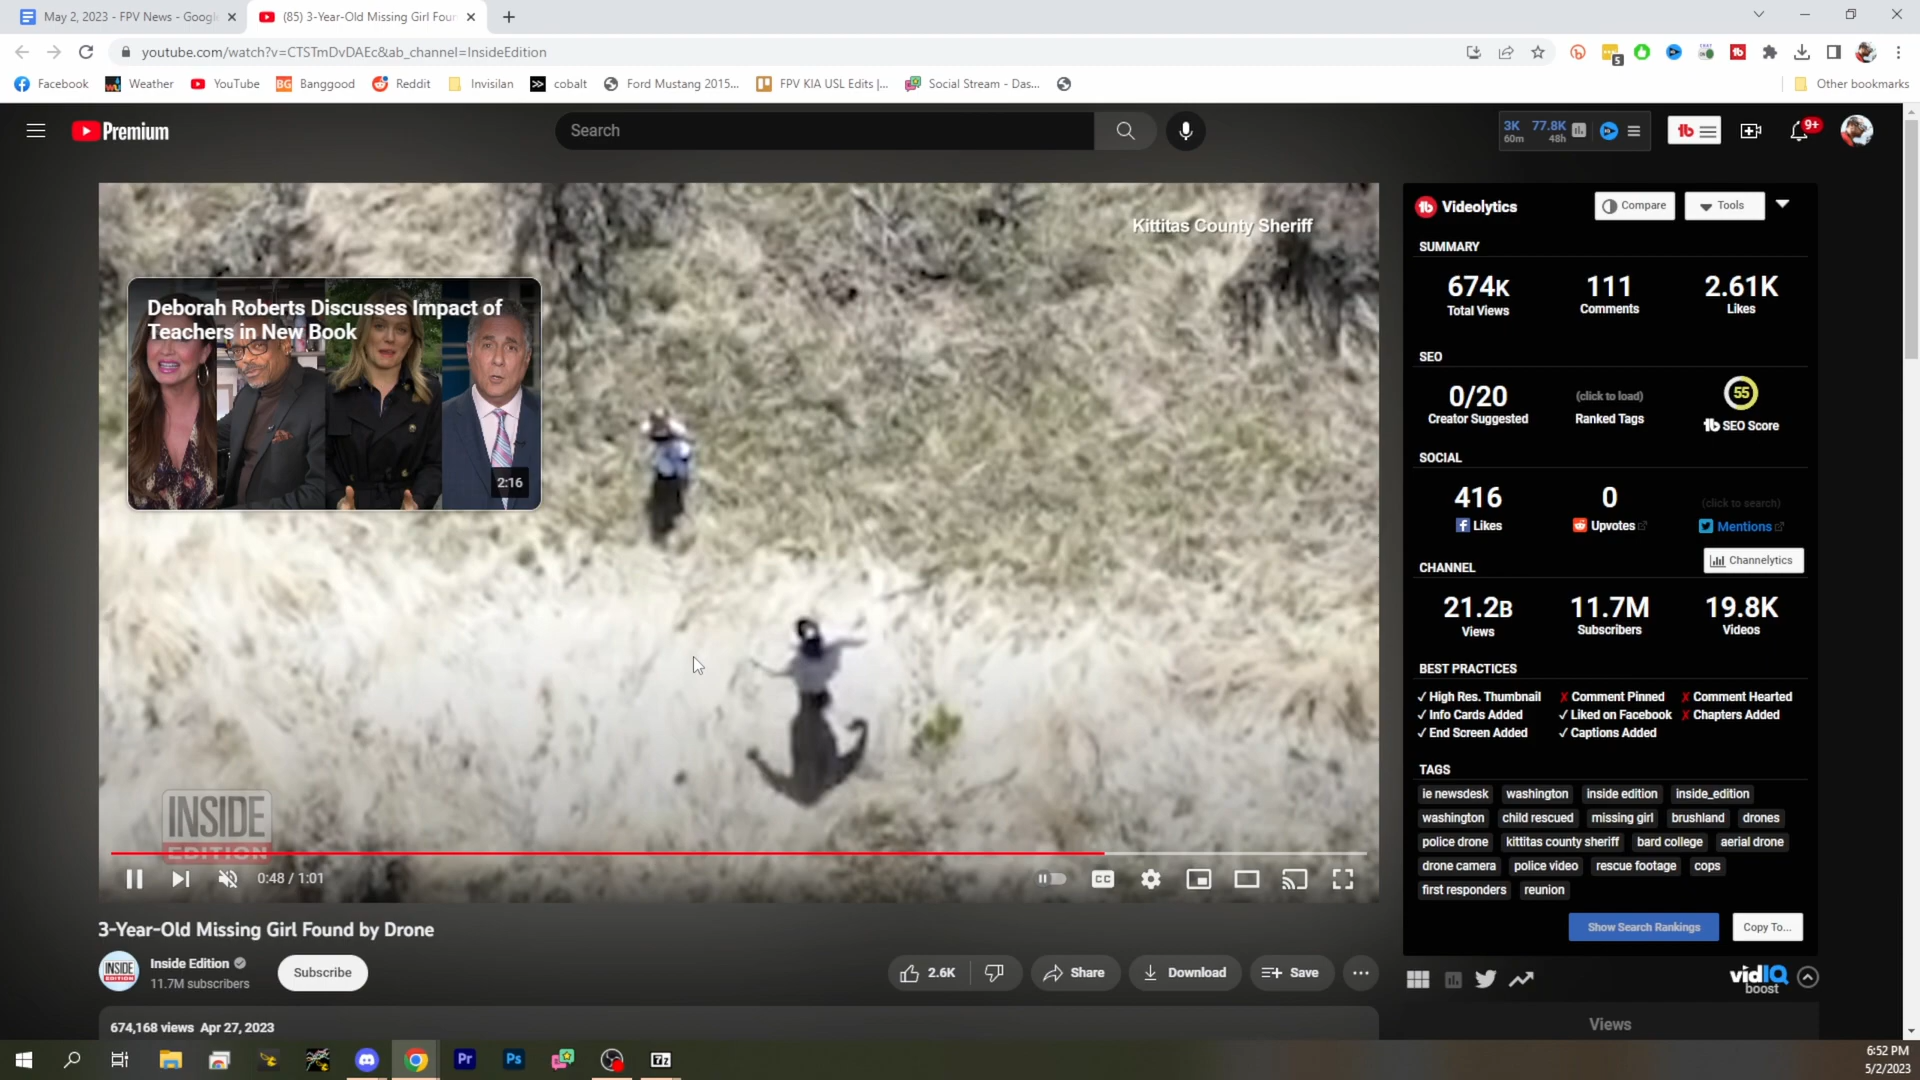 May 2, 2023 - FPV News - Googl
(85) 3-Year-Old Missing Girl Foun
youtube.com/watch?v=CTSTmDvDAEc&ab_channel=InsideEdition
5
Facebook
Weather
YouTube
BG Banggood
Reddit
Invisilan
cobalt
Ford Mustang 2015...
FPV KIA USL Edits |...
Social Stream - Das...
Other bookmarks
Premium
Search
3K 77.8K
60m 48h
9+
Kittitas County Sheriff
Deborah Roberts Discusses Impact of
Teachers in New Book
2:16
INSIDE
EDITION
0:48 / 1:01
CC
3-Year-Old Missing Girl Found by Drone
INSIDE
EDITION
Inside Edition
11.7M subscribers
Subscribe
2.6K
Share
Download
Save
674,168 views Apr 27, 2023
Videolytics
Compare
Tools
SUMMARY
674K 111 2.61K
Total Views Comments Likes
SEO
0/20 (click to load) 55
Creator Suggested Ranked Tags SEO Score
SOCIAL
416 0 (click to search)
Likes Upvotes Mentions
Channelytics
CHANNEL
21.2B 11.7M 19.8K
Views Subscribers Videos
BEST PRACTICES
✓ High Res. Thumbnail ✗ Comment Pinned ✗ Comment Hearted
✓ Info Cards Added ✓ Liked on Facebook ✗ Chapters Added
✓ End Screen Added ✓ Captions Added
TAGS
ie newsdesk washington inside edition inside_edition
washington child rescued missing girl brushland drones
police drone kittitas county sheriff bard college aerial drone
drone camera police video rescue footage cops
first responders reunion
Show Search Rankings
Copy To...
vidIQ
boost
Views
Pr
Ps
6:52 PM
5/2/2023